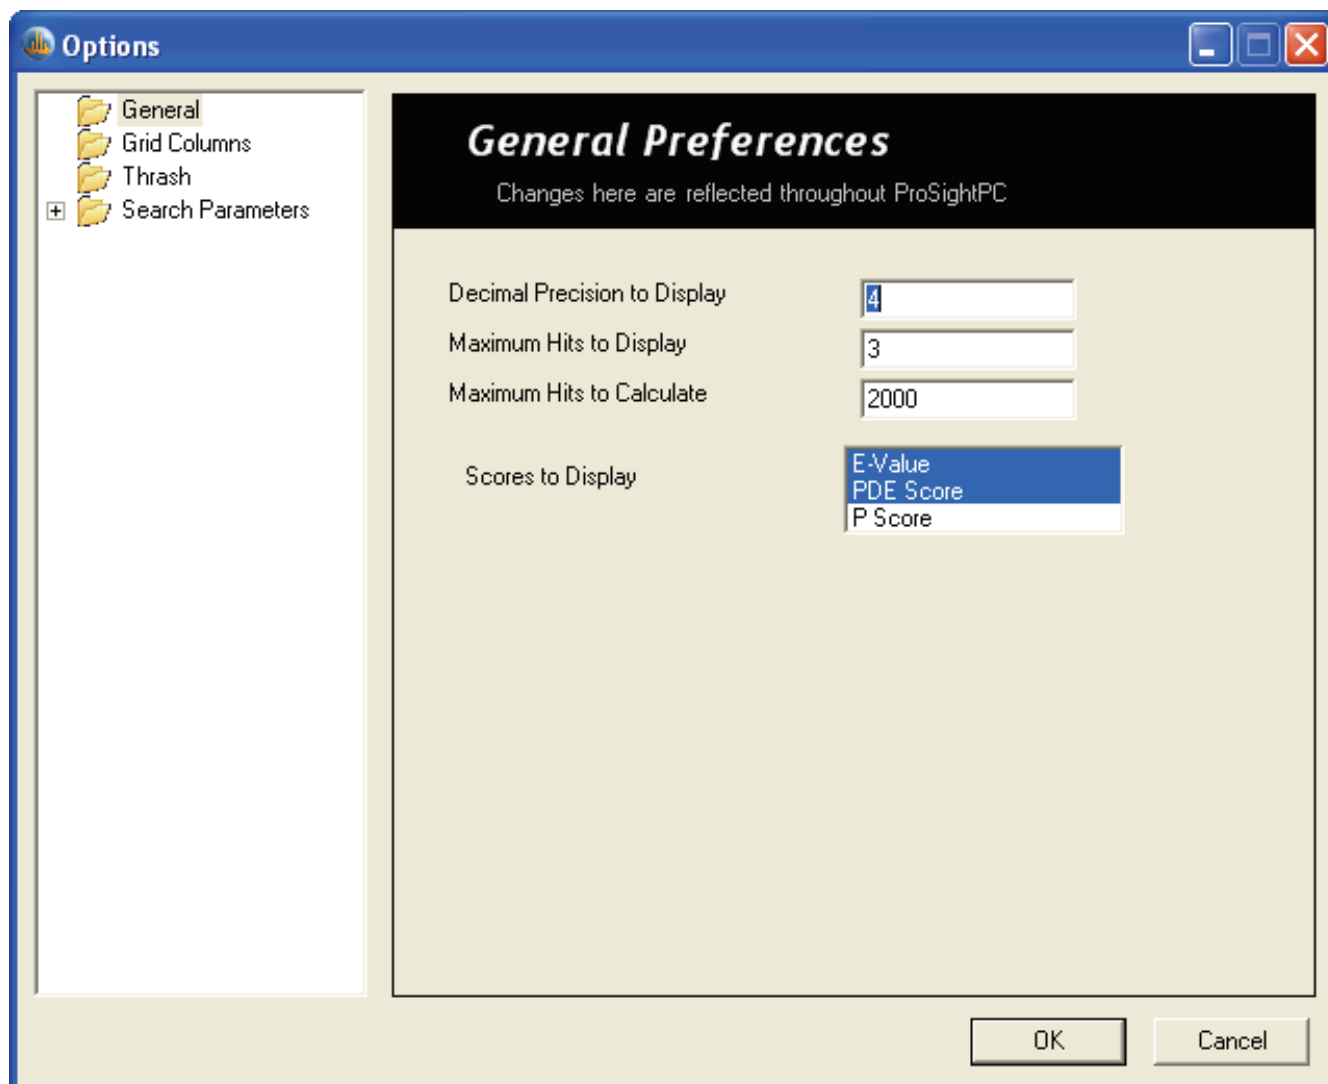 Options
General
Grid Columns
Thrash
Search Parameters
General Preferences
Changes here are reflected throughout ProSightPC
Decimal Precision to Display 4
Maximum Hits to Display 3
Maximum Hits to Calculate 2000
Scores to Display
E-Value
PDE Score
P Score
OK Cancel